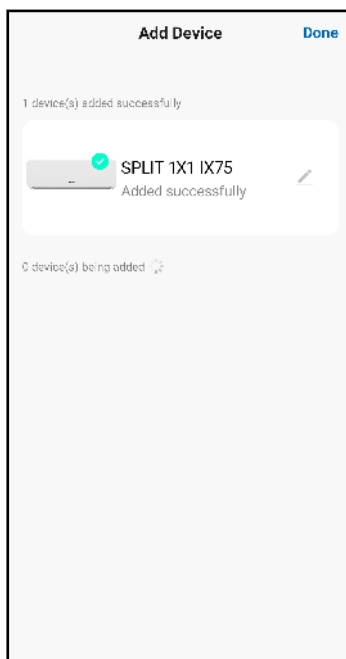 Add Device
Done
1 device(s) added successfully
SPLIT 1X1 IX75
Added successfully
0 device(s) being added